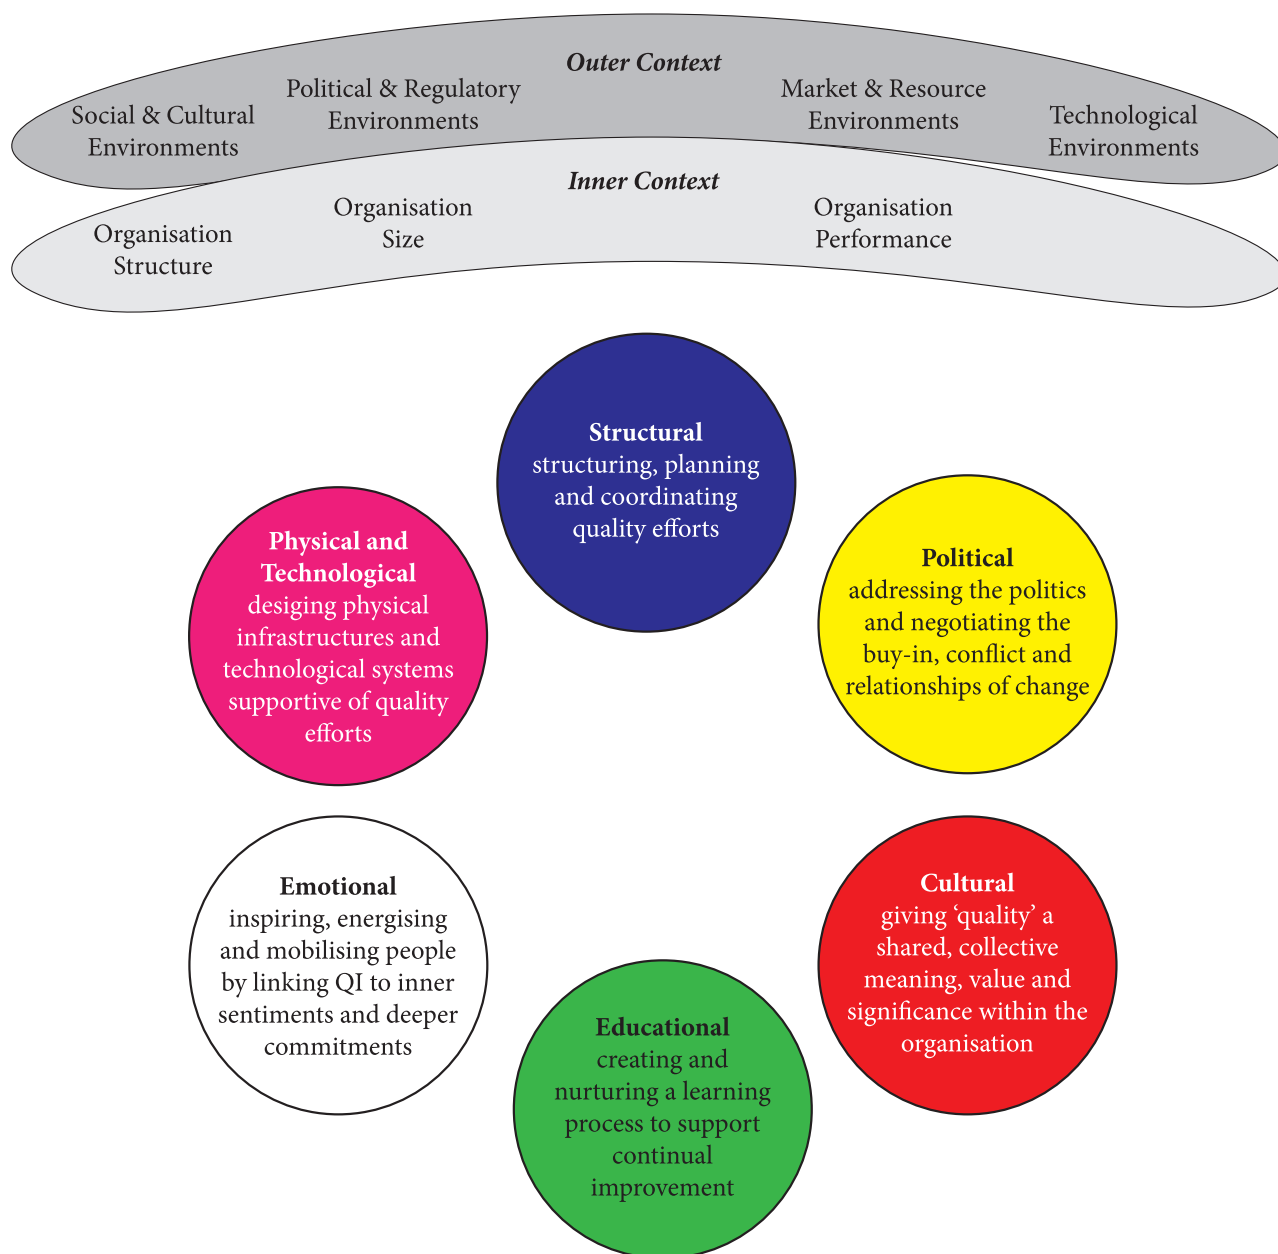 Outer Context
Social & Cultural
Environments
Political & Regulatory
Environments
Market & Resource
Environments
Technological
Environments
Inner Context
Organisation
Structure
Organisation
Size
Organisation
Performance
Structural
structuring, planning
and coordinating
quality efforts
Physical and
Technological
desiging physical
infrastructures and
technological systems
supportive of quality
efforts
Political
addressing the politics
and negotiating the
buy-in, conflict and
relationships of change
Emotional
inspiring, energising
and mobilising people
by linking QI to inner
sentiments and deeper
commitments
Cultural
giving ‘quality’ a
shared, collective
meaning, value and
significance within the
organisation
Educational
creating and
nurturing a learning
process to support
continual
improvement